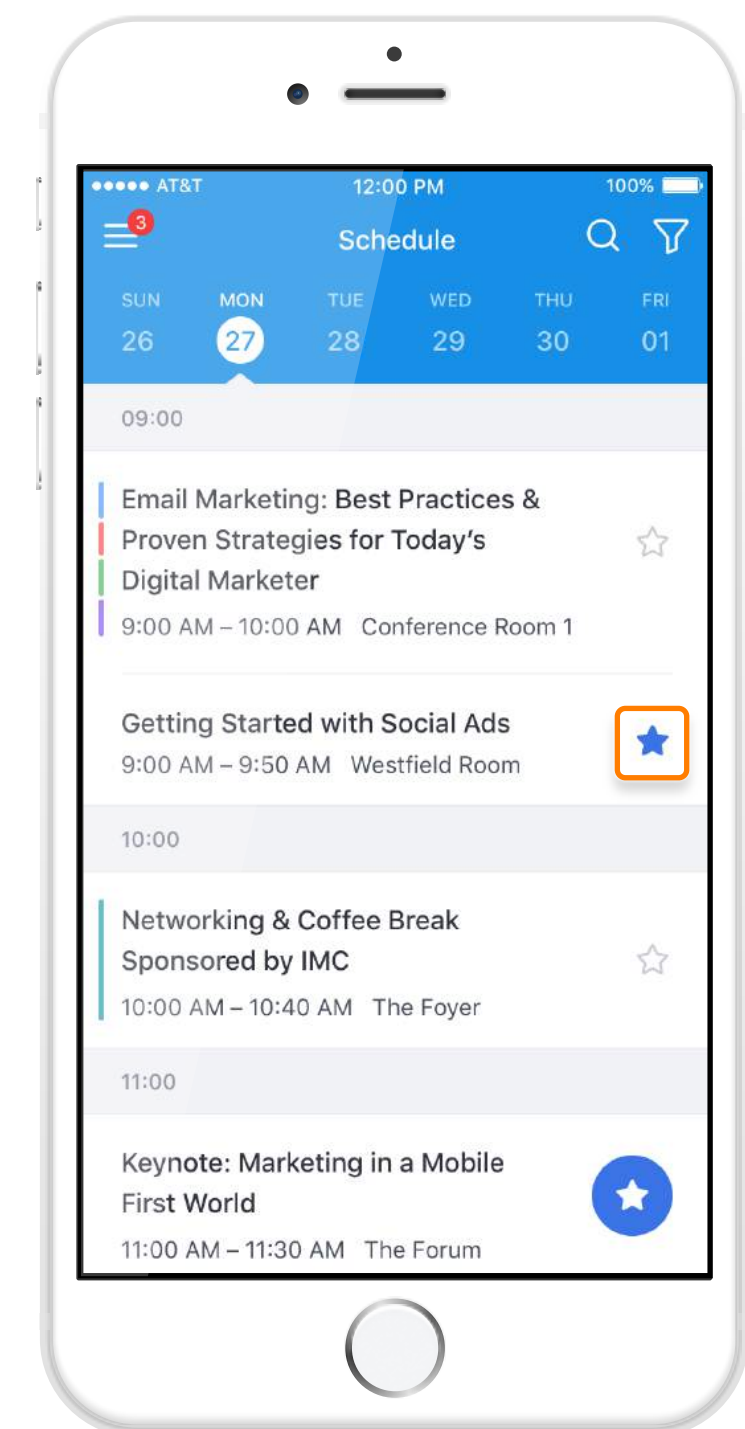 AT&T 12:00 PM 100%
3 Schedule
SUN MON TUE WED THU FRI
26 27 28 29 30 01
09:00
Email Marketing: Best Practices &
Proven Strategies for Today's
Digital Marketer
9:00 AM – 10:00 AM Conference Room 1
Getting Started with Social Ads
9:00 AM – 9:50 AM Westfield Room
10:00
Networking & Coffee Break
Sponsored by IMC
10:00 AM – 10:40 AM The Foyer
11:00
Keynote: Marketing in a Mobile
First World
11:00 AM – 11:30 AM The Forum